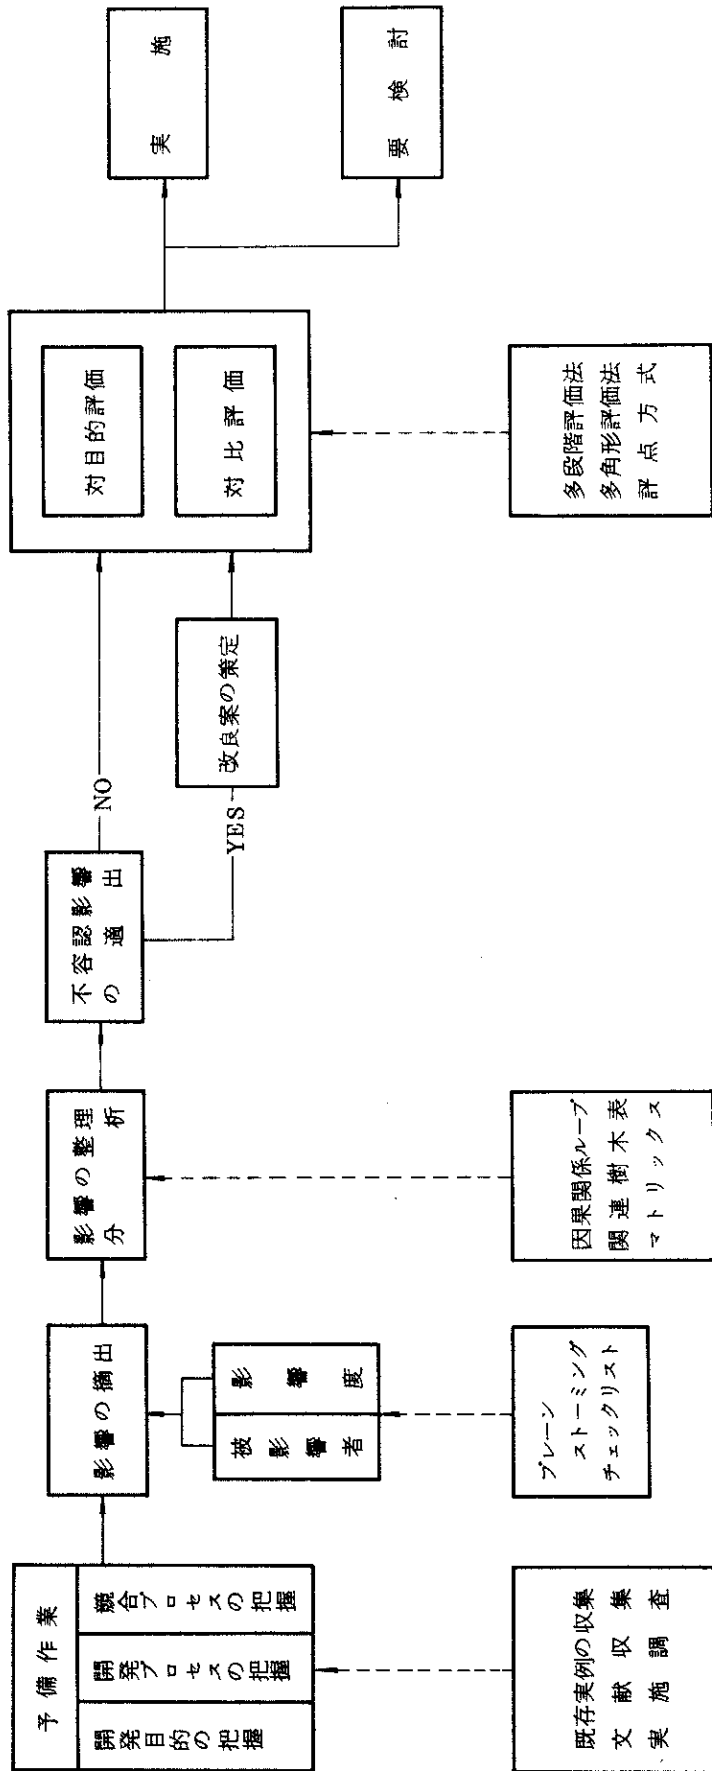 予備作業
開発目的の
把握
開発プロセスの
把握
競合プロセスの
把握
既存実例の収集
文献収集
実施調査
影響の摘出
被影響者
影響度
ブレーン
ストーミング
チェックリスト
影響の整理
分析
因果関係ループ
関連樹木表
マトリックス
不容認影響
の適出
NO
YES
改良案の策定
対目的評価
対比評価
多段階評価法
多角形評価法
評点方式
実施
要検討